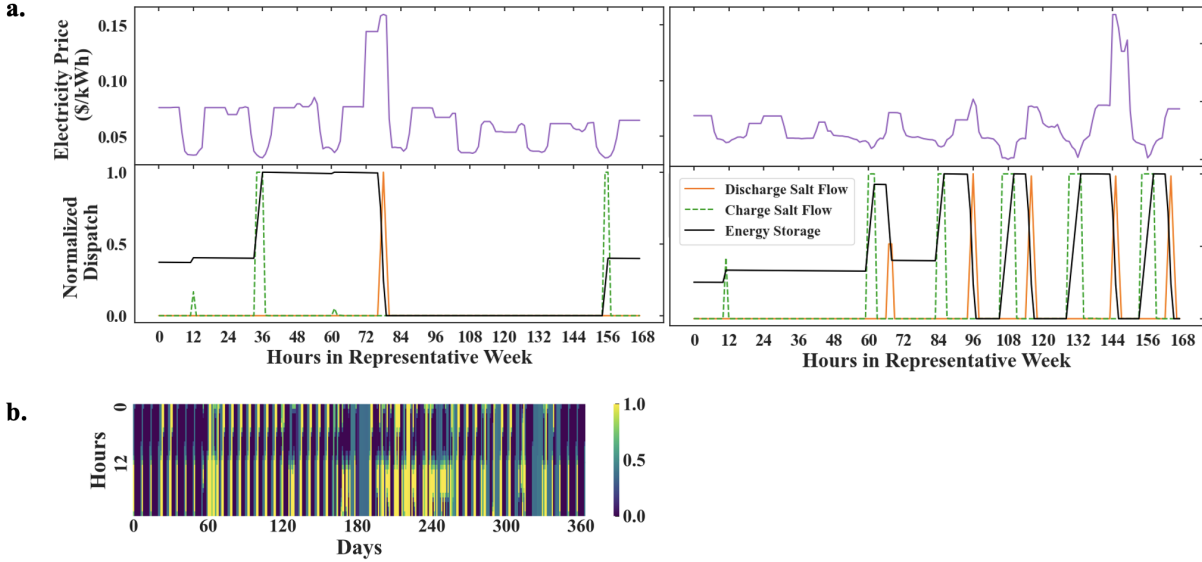 a.
Electricity Price
($/kWh)
0.15
0.10
0.05
Normalized
Dispatch
1.0
0.5
0.0
Discharge Salt Flow
Charge Salt Flow
Energy Storage
0 12 24 36 48 60 72 84 96 108 120 132 144 156 168
Hours in Representative Week
0 12 24 36 48 60 72 84 96 108 120 132 144 156 168
Hours in Representative Week
b.
Hours
0
12
0 60 120 180 240 300 360
Days
1.0
0.5
0.0